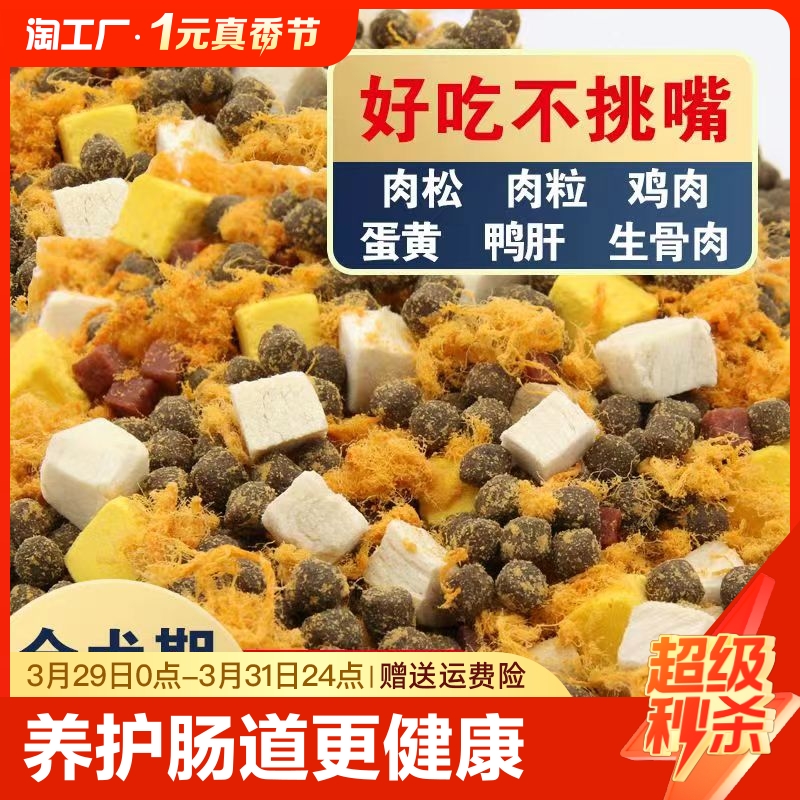 淘工厂·1元真香节
好吃不挑嘴
肉松 肉粒 鸡肉
蛋黄 鸭肝 生骨肉
全犬期
3月29日0点-3月31日24点|赠送运费险
超级
秒杀
养护肠道更健康